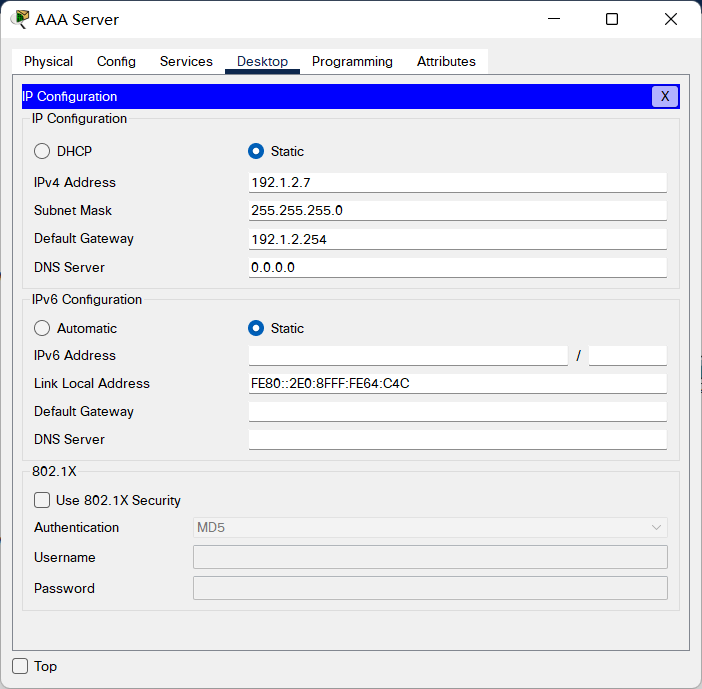 AAA Server
Physical Config Services Desktop Programming Attributes
IP Configuration X
IP Configuration
DHCP Static
IPv4 Address 192.1.2.7
Subnet Mask 255.255.255.0
Default Gateway 192.1.2.254
DNS Server 0.0.0.0
IPv6 Configuration
Automatic Static
IPv6 Address /
Link Local Address FE80::2E0:8FFF:FE64:C4C
Default Gateway
DNS Server
802.1X
Use 802.1X Security
Authentication MD5
Username
Password
Top